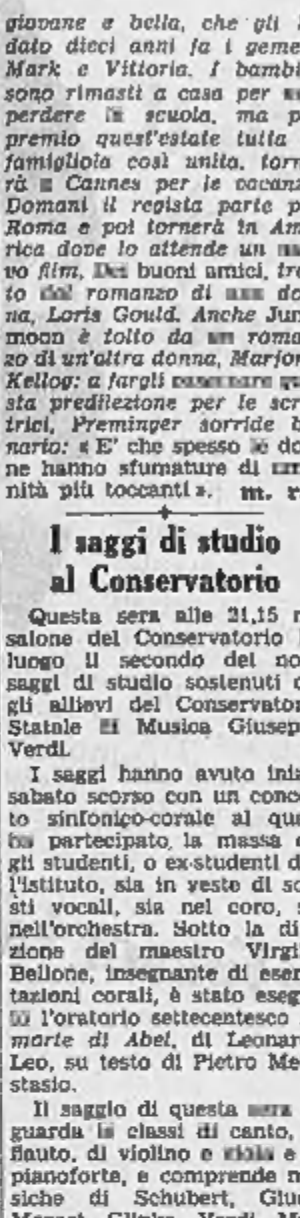 giovane e bella, che gli
dato dieci anni fa i geme
Mark e Vittoria. I bambi
sono rimasti a casa per
perdere la scuola, ma p
premio quest'estate tutta
famigliola così unita, torn
rà a Cannes per le vacan
Domani il regista parte p
Roma e poi tornerà in Am
rica dove lo attende un
vo film, Dei buoni amici, tra
to dal romanzo di una do
na, Loris Gould. Anche Jun
moon è tolto da un roma
zo di un'altra donna, Marjor
Kellog: a fargli
sta predilezione per le scr
trici, Preminger sorride b
nario: « E' che spesso le do
ne hanno sfumature di
nità più toccanti ». m. r
I saggi di studio
al Conservatorio
Questa sera alle 21,15 n
salone del Conservatorio
luogo il secondo dei no
saggi di studio sostenuti
gli allievi del Conservator
Statale di Musica Giusep
Verdi.
I saggi hanno avuto iniz
sabato scorso con un conc
to sinfonico-corale al qua
ha partecipato, la massa
gli studenti, o ex-studenti d
l'istituto, sia in veste di so
sti vocali, sia nel coro, s
nell'orchestra. Sotto la di
zione del maestro Virgi
Bellone, insegnante di eser
tazioni corali, è stato eseg
to l'oratorio settecentesco
morte di Abel, di Leonar
Leo, su testo di Pietro Me
stasio.
Il saggio di questa sera
guarda le classi di canto,
flauto, di violino e viola e
pianoforte, e comprende m
siche di Schubert, Glu